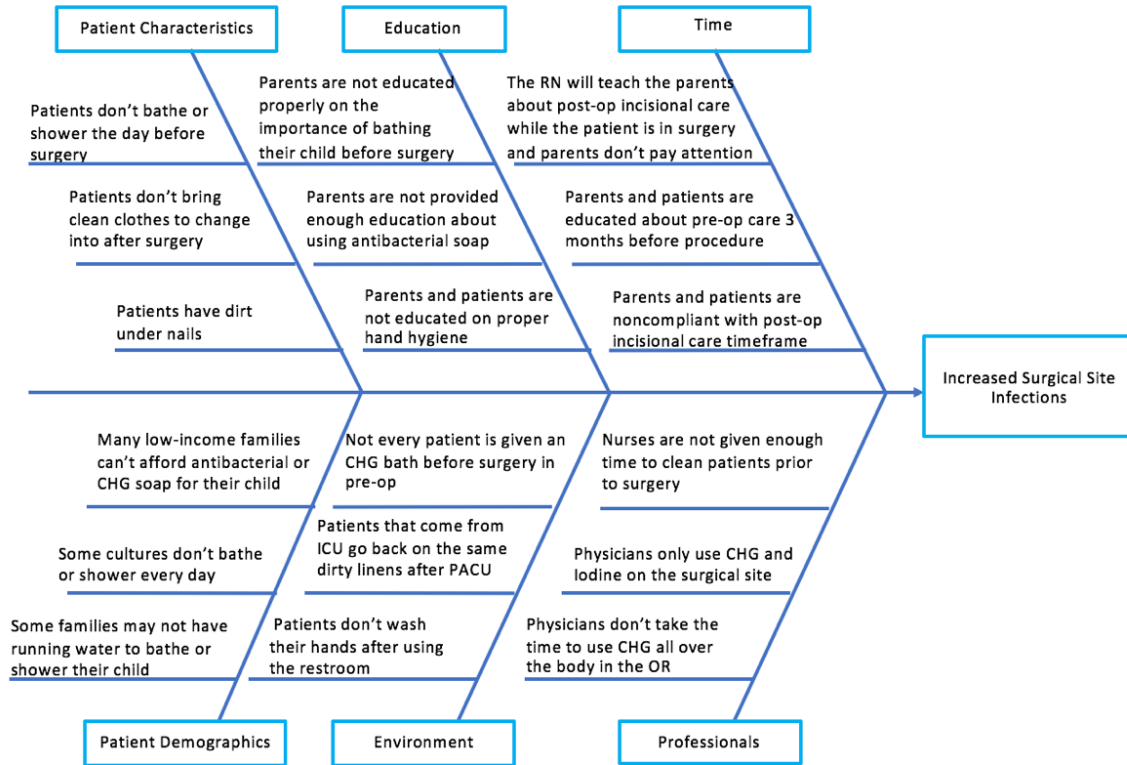 Patient Characteristics
Education
Time
Patients don't bathe or
shower the day before
surgery
Patients don't bring
clean clothes to change
into after surgery
Patients have dirt
under nails
Parents are not educated
properly on the
importance of bathing
their child before surgery
Parents are not provided
enough education about
using antibacterial soap
Parents and patients are
not educated on proper
hand hygiene
The RN will teach the parents
about post-op incisional care
while the patient is in surgery
and parents don't pay attention
Parents and patients are
educated about pre-op care 3
months before procedure
Parents and patients are
noncompliant with post-op
incisional care timeframe
Increased Surgical Site
Infections
Many low-income families
can't afford antibacterial or
CHG soap for their child
Some cultures don't bathe
or shower every day
Some families may not have
running water to bathe or
shower their child
Not every patient is given an
CHG bath before surgery in
pre-op
Patients that come from
ICU go back on the same
dirty linens after PACU
Patients don't wash
their hands after using
the restroom
Nurses are not given enough
time to clean patients prior
to surgery
Physicians only use CHG and
Iodine on the surgical site
Physicians don't take the
time to use CHG all over
the body in the OR
Patient Demographics
Environment
Professionals